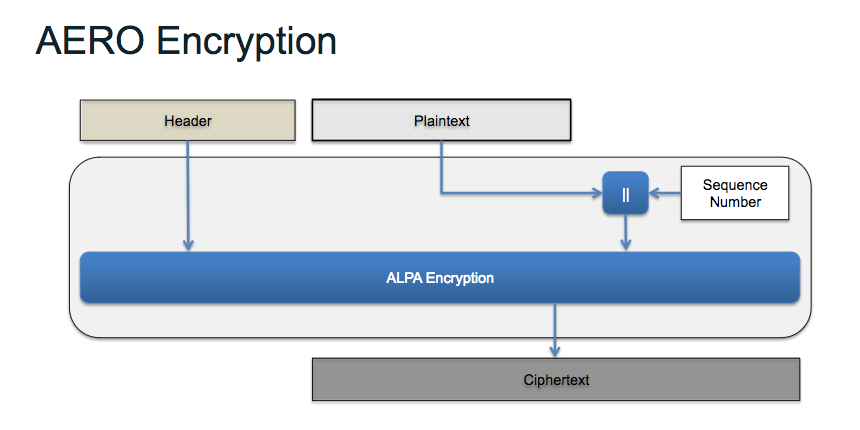 AERO Encryption
Header
Plaintext
||
Sequence
Number
ALPA Encryption
Ciphertext